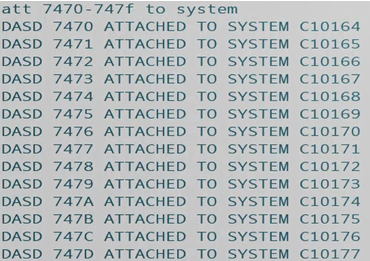 att 7470-747f to system
DASD 7470 ATTACHED TO SYSTEM C10164
DASD 7471 ATTACHED TO SYSTEM C10165
DASD 7472 ATTACHED TO SYSTEM C10166
DASD 7473 ATTACHED TO SYSTEM C10167
DASD 7474 ATTACHED TO SYSTEM C10168
DASD 7475 ATTACHED TO SYSTEM C10169
DASD 7476 ATTACHED TO SYSTEM C10170
DASD 7477 ATTACHED TO SYSTEM C10171
DASD 7478 ATTACHED TO SYSTEM C10172
DASD 7479 ATTACHED TO SYSTEM C10173
DASD 747A ATTACHED TO SYSTEM C10174
DASD 747B ATTACHED TO SYSTEM C10175
DASD 747C ATTACHED TO SYSTEM C10176
DASD 747D ATTACHED TO SYSTEM C10177